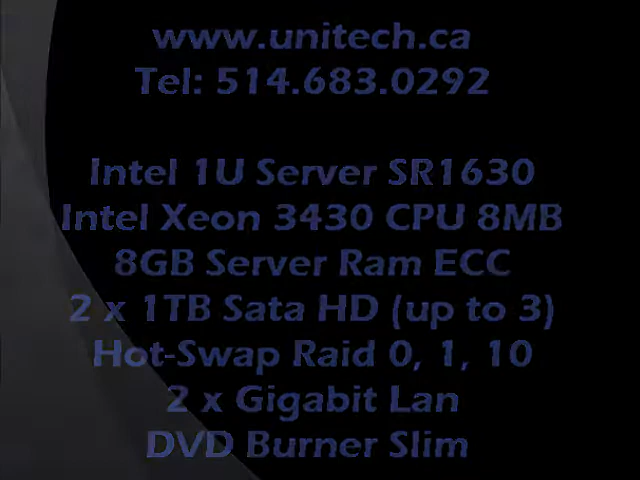 www.unitech.ca
Tel: 514.683.0292
Intel 1U Server SR1630
Intel Xeon 3430 CPU 8MB
8GB Server Ram ECC
2 x 1TB Sata HD (up to 3)
Hot-Swap Raid 0, 1, 10
2 x Gigabit Lan
DVD Burner Slim